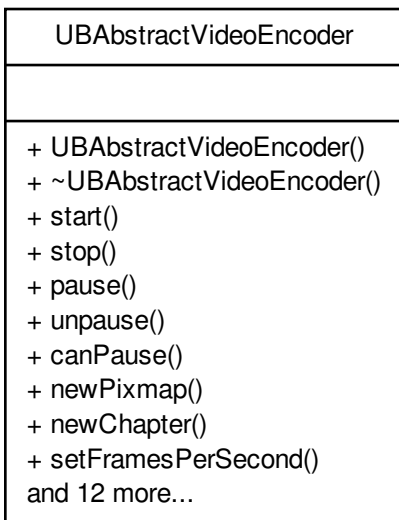 UBAbstractVideoEncoder
+ UBAbstractVideoEncoder()
+ ~UBAbstractVideoEncoder()
+ start()
+ stop()
+ pause()
+ unpause()
+ canPause()
+ newPixmap()
+ newChapter()
+ setFramesPerSecond()
and 12 more...